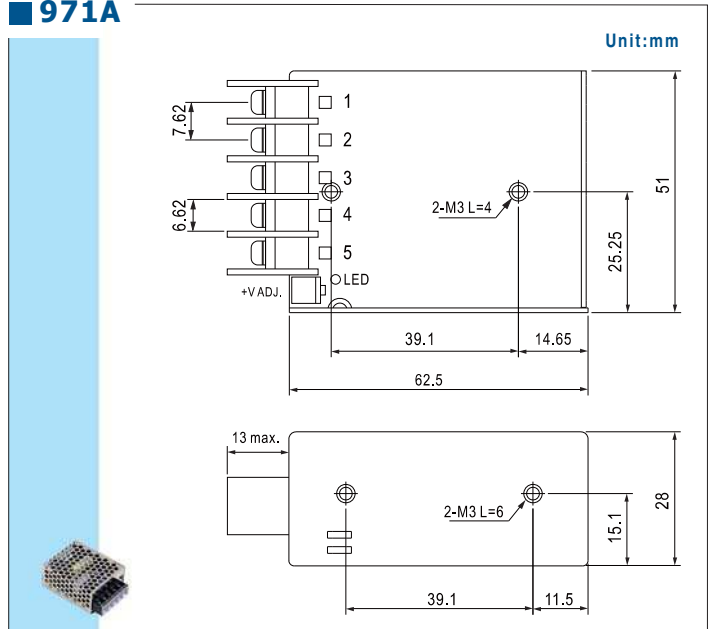 971A
Unit:mm
7.62
6.62
1
2
3
4
5
LED
+V ADJ.
2-M3 L=4
51
25.25
39.1
14.65
62.5
13 max.
2-M3 L=6
28
15.1
39.1
11.5